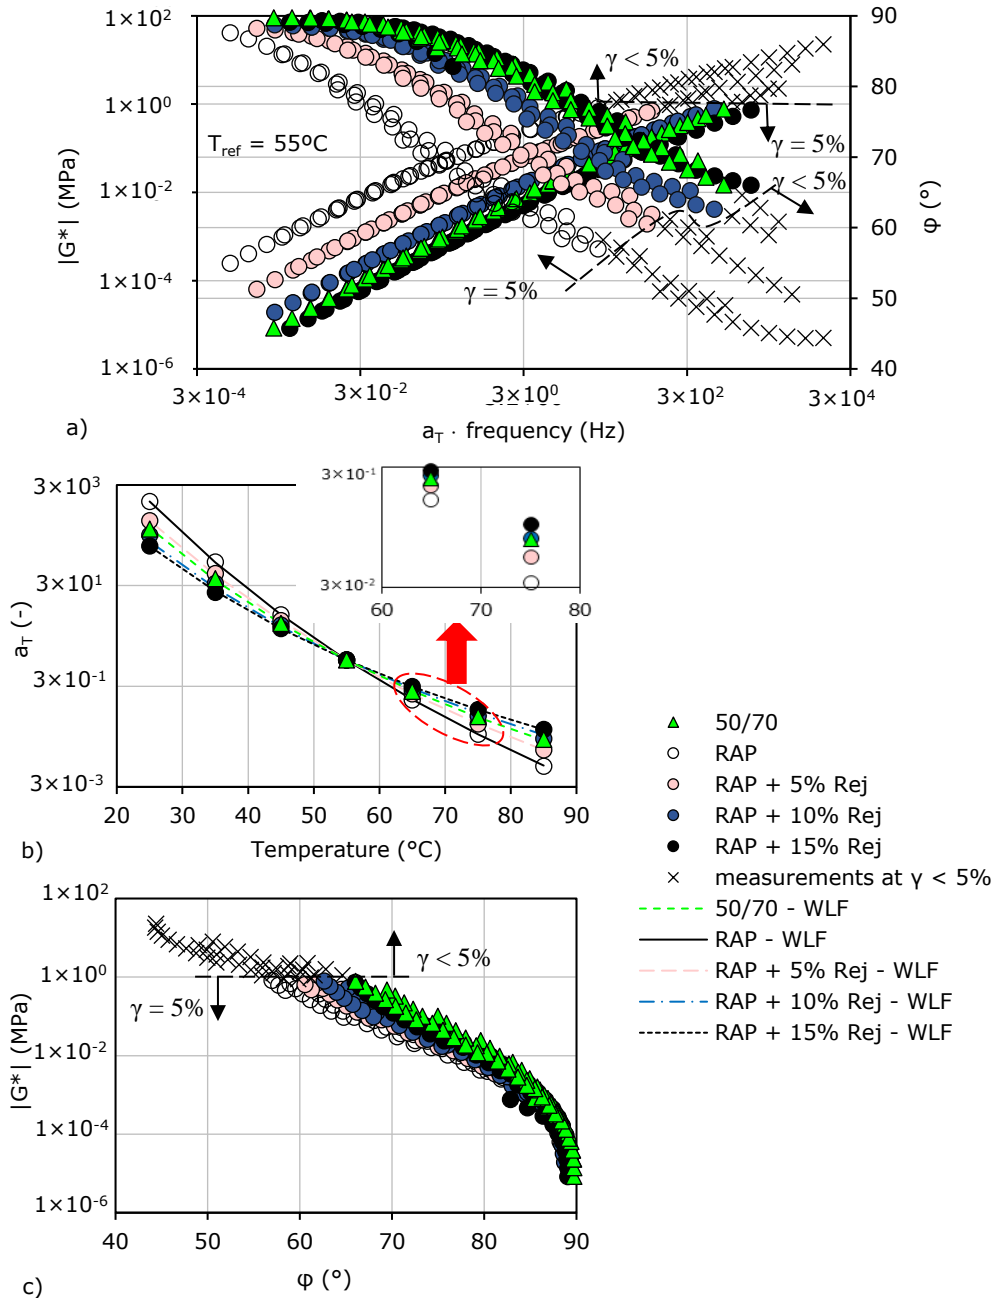 1×10²
1×10⁰
1×10⁻²
1×10⁻⁴
1×10⁻⁶
|G*| (MPa)
90
80
70
60
50
40
φ (°)
T_ref = 55ºC
γ < 5%
γ = 5%
γ < 5%
γ = 5%
3×10⁻⁴
3×10⁻²
3×10⁰
3×10²
3×10⁴
a)
a_T · frequency (Hz)
3×10³
3×10¹
3×10⁻¹
3×10⁻³
a_T (-)
20
30
40
50
60
70
80
90
b)
Temperature (°C)
3×10⁻¹
3×10⁻²
60
70
80
50/70
RAP
RAP + 5% Rej
RAP + 10% Rej
RAP + 15% Rej
measurements at γ < 5%
50/70 - WLF
RAP - WLF
RAP + 5% Rej - WLF
RAP + 10% Rej - WLF
RAP + 15% Rej - WLF
1×10²
1×10⁰
1×10⁻²
1×10⁻⁴
1×10⁻⁶
|G*| (MPa)
γ < 5%
γ = 5%
40
50
60
70
80
90
c)
φ (°)